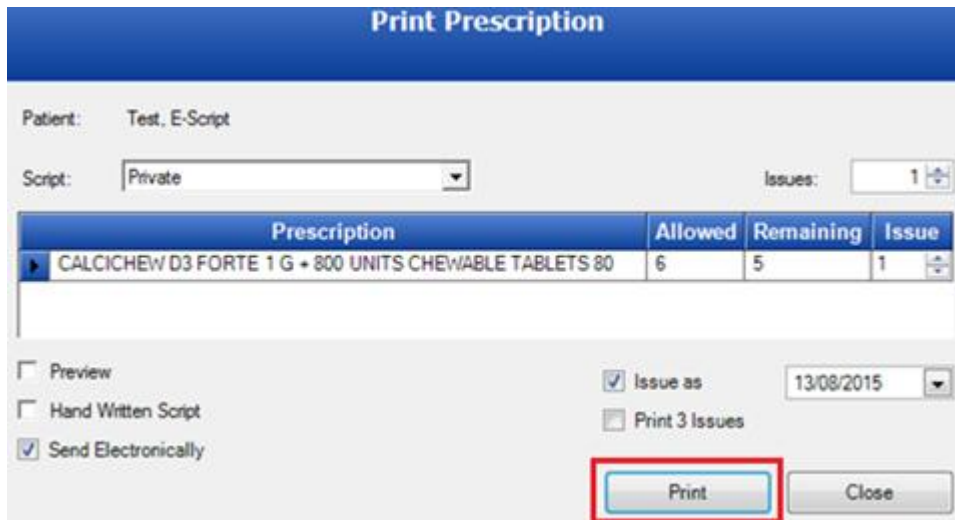 Print Prescription
Patient: Test, E-Script
Script: Private Issues: 1
Prescription Allowed Remaining Issue
CALCICHEW D3 FORTE 1 G + 800 UNITS CHEWABLE TABLETS 80 6 5 1
Preview
Issue as 13/08/2015
Hand Written Script
Print 3 Issues
Send Electronically
Print Close